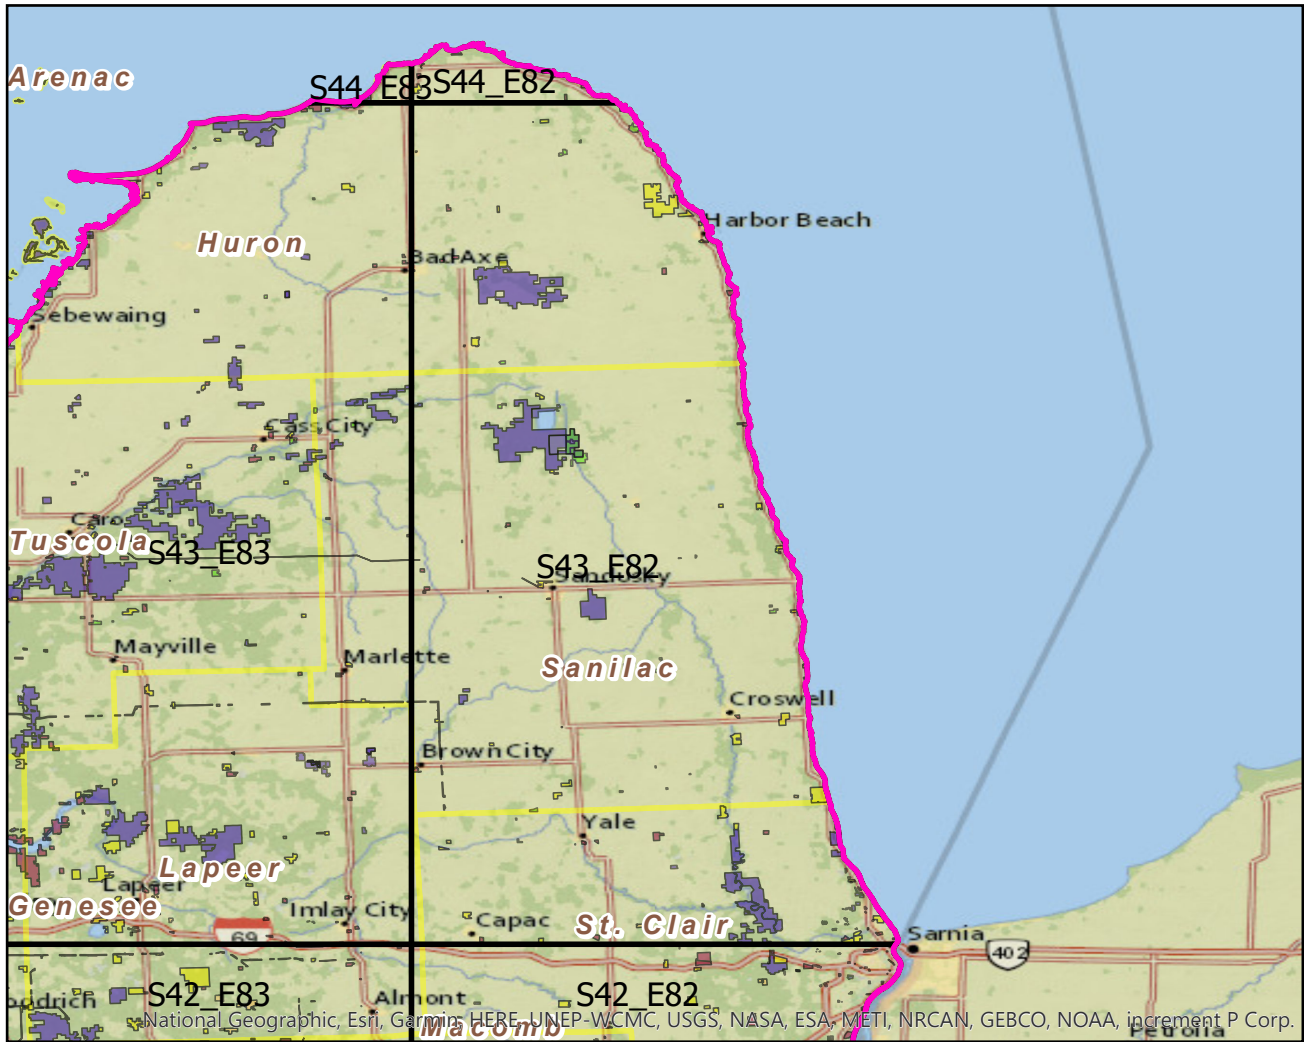 Arenac
S44_E83
S44_E82
Harbor Beach
Huron
Bad Axe
Sebewaing
Cass City
Caro
Tuscola
S43_E83
S43_E82
Sandusky
Mayville
Marlette
Sanilac
Croswell
Brown City
Yale
Lapeer
Lapeer
Genesee
Imlay City
Capac
St. Clair
69
Sarnia
402
S42_E83
S42_E82
oodrich
Almont
National Geographic, Esri, Garmin, HERE, UNEP-WCMC, USGS, NASA, ESA, METI, NRCAN, GEBCO, NOAA, increment P Corp.
Macomb
Petrolia